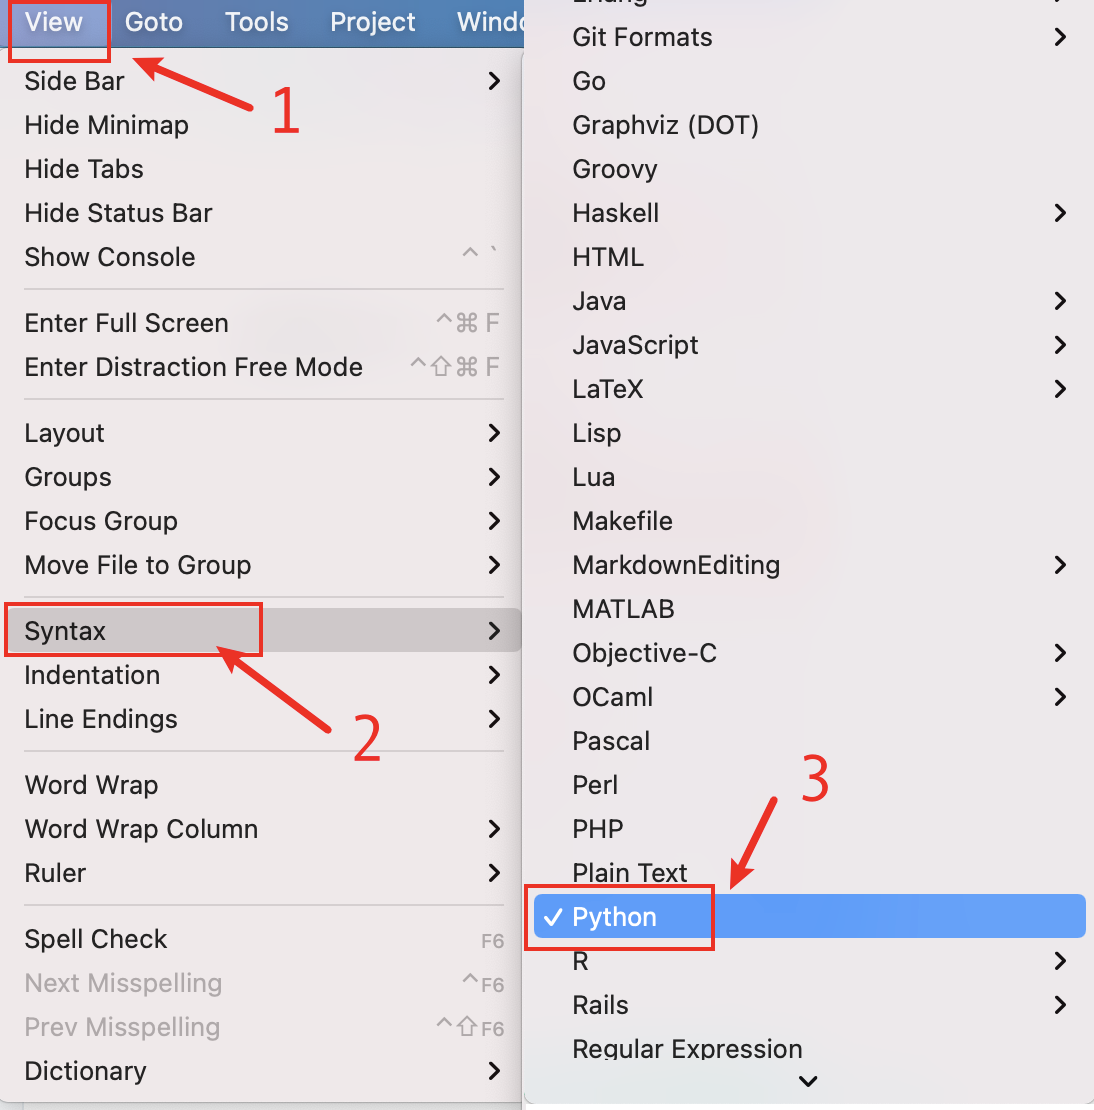 View Goto Tools Project
1
Side Bar
Hide Minimap
Hide Tabs
Hide Status Bar
Show Console ^ `
Enter Full Screen ^⌘ F
Enter Distraction Free Mode ^⇧⌘ F
Layout
Groups
Focus Group
Move File to Group
Syntax
Indentation
Line Endings
2
Word Wrap
Word Wrap Column
Ruler
Spell Check F6
Next Misspelling ^F6
Prev Misspelling ^⇧F6
Dictionary
Git Formats
Go
Graphviz (DOT)
Groovy
Haskell
HTML
Java
JavaScript
LaTeX
Lisp
Lua
Makefile
MarkdownEditing
MATLAB
Objective-C
OCaml
Pascal
Perl
3
PHP
Plain Text
✓ Python
R
Rails
Regular Expression